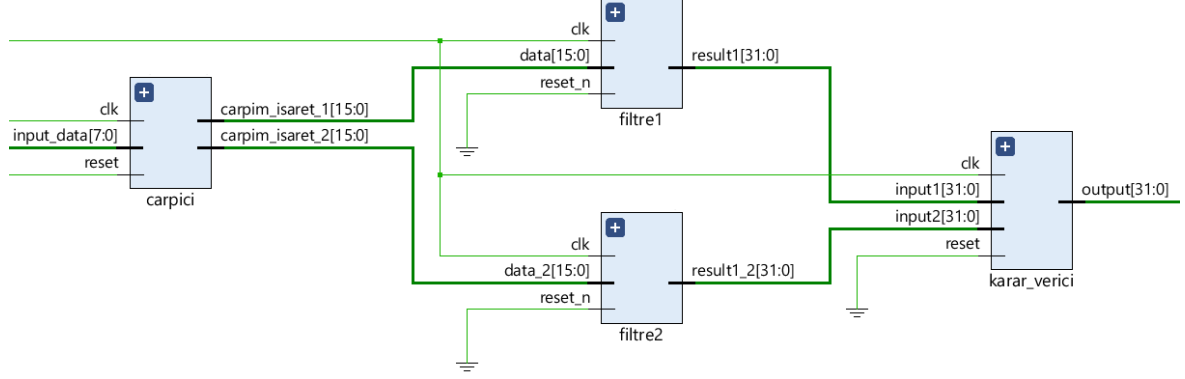 clk
data[15:0]
reset_n
result1[31:0]
filtre1
clk
input_data[7:0]
reset
carpim_isaret_1[15:0]
carpim_isaret_2[15:0]
carpici
clk
data_2[15:0]
reset_n
result1_2[31:0]
filtre2
clk
input1[31:0]
input2[31:0]
reset
output[31:0]
karar_verici